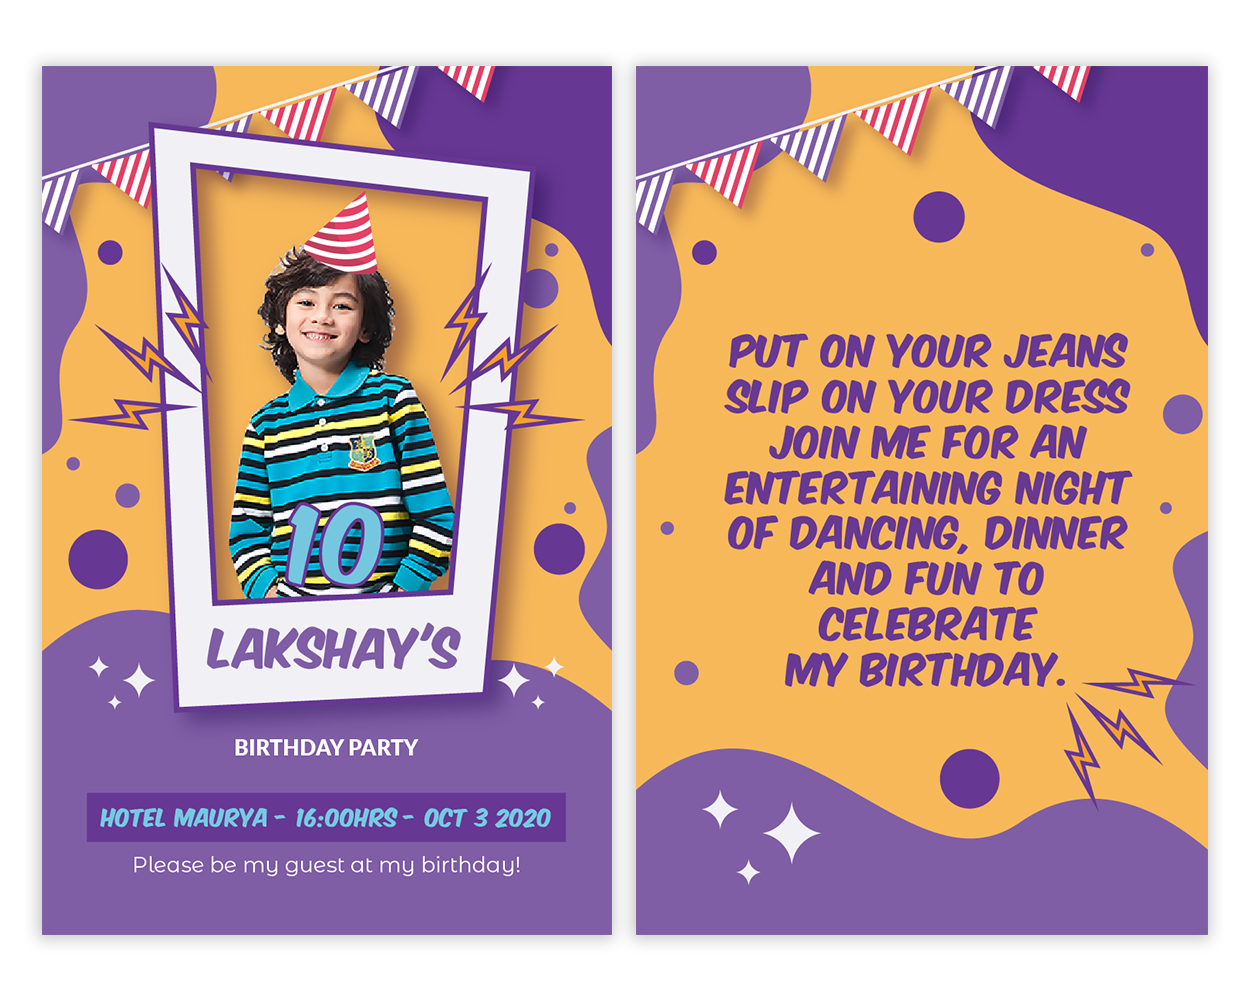 10
LAKSHAY'S
BIRTHDAY PARTY
HOTEL MAURYA - 16:00HRS - OCT 3 2020
Please be my guest at my birthday!
PUT ON YOUR JEANS
SLIP ON YOUR DRESS
JOIN ME FOR AN
ENTERTAINING NIGHT
OF DANCING, DINNER
AND FUN TO
CELEBRATE
MY BIRTHDAY.